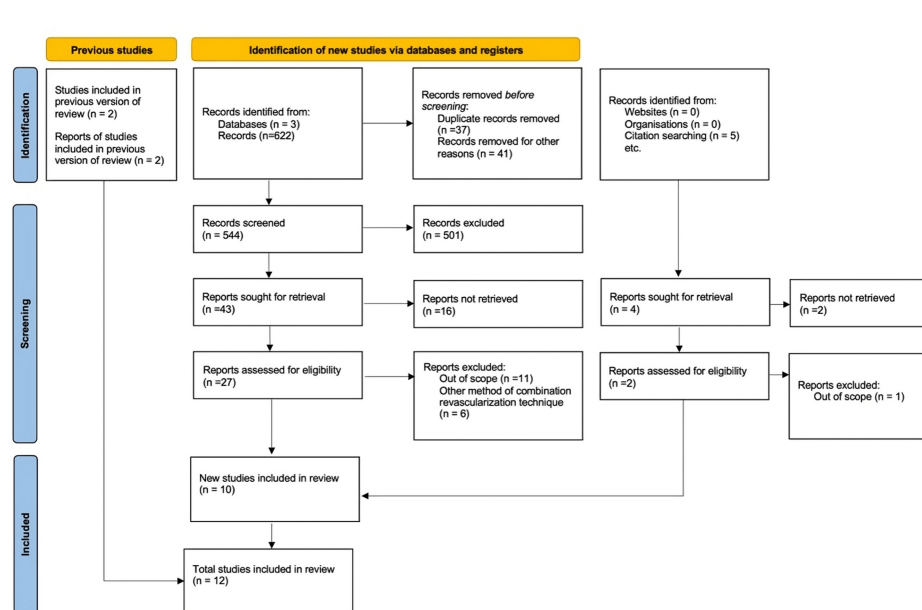 Previous studies
Identification of new studies via databases and registers
Identification
Studies included in
previous version of
review (n = 2)
Reports of studies
included in previous
version of review (n = 2)
Records identified from:
Databases (n = 3)
Records (n=622)
Records removed before
screening:
Duplicate records removed
(n =37)
Records removed for other
reasons (n = 41)
Records identified from:
Websites (n = 0)
Organisations (n = 0)
Citation searching (n = 5)
etc.
Screening
Records screened
(n = 544)
Records excluded
(n = 501)
Reports sought for retrieval
(n =43)
Reports not retrieved
(n =16)
Reports sought for retrieval
(n = 4)
Reports not retrieved
(n =2)
Reports assessed for eligibility
(n =27)
Reports excluded:
Out of scope (n =11)
Other method of combination
revascularization technique
(n = 6)
Reports assessed for eligibility
(n =2)
Reports excluded:
Out of scope (n = 1)
Included
New studies included in review
(n = 10)
Total studies included in review
(n = 12)